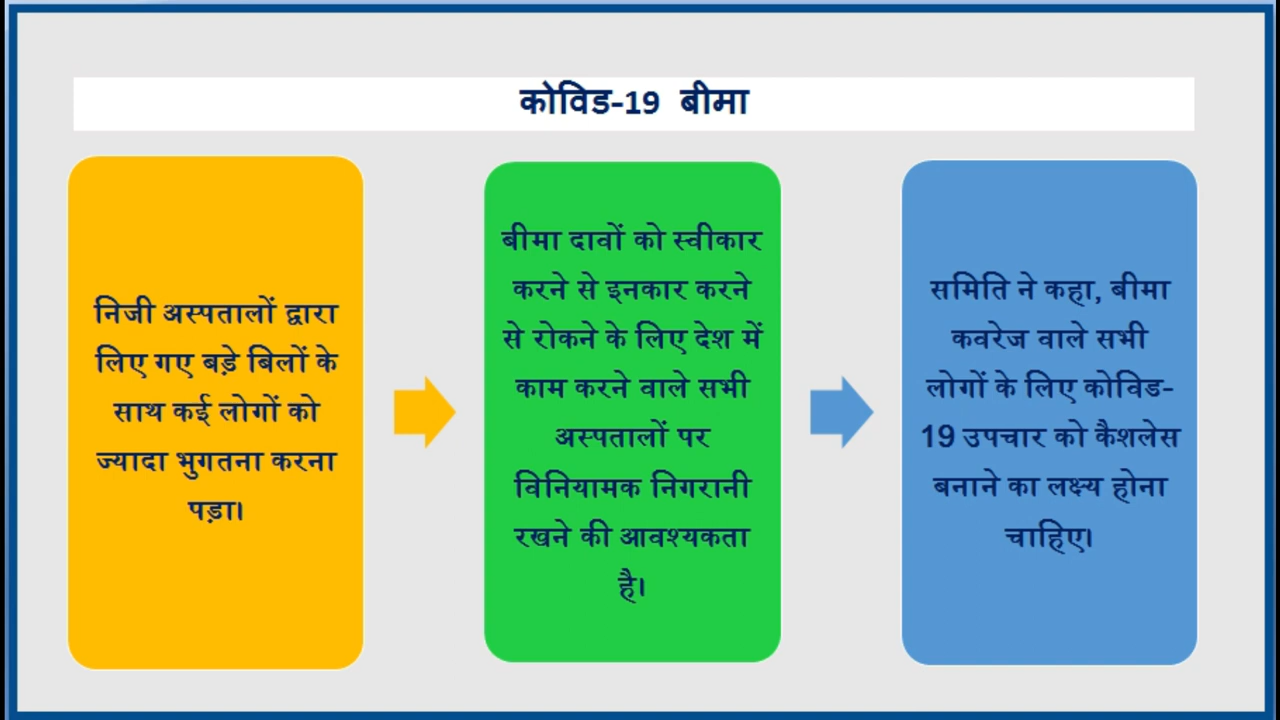 कोविड-19 बीमा
निजी अस्पतालों द्वारा
लिए गए बड़े बिलों के
साथ कई लोगों को
ज्यादा भुगतना करना
पड़ा।
बीमा दावों को स्वीकार
करने से इनकार करने
से रोकने के लिए देश में
काम करने वाले सभी
अस्पतालों पर
विनियामक निगरानी
रखने की आवश्यकता
है।
समिति ने कहा, बीमा
कवरेज वाले सभी
लोगों के लिए कोविड-
19 उपचार को कैशलेस
बनाने का लक्ष्य होना
चाहिए।